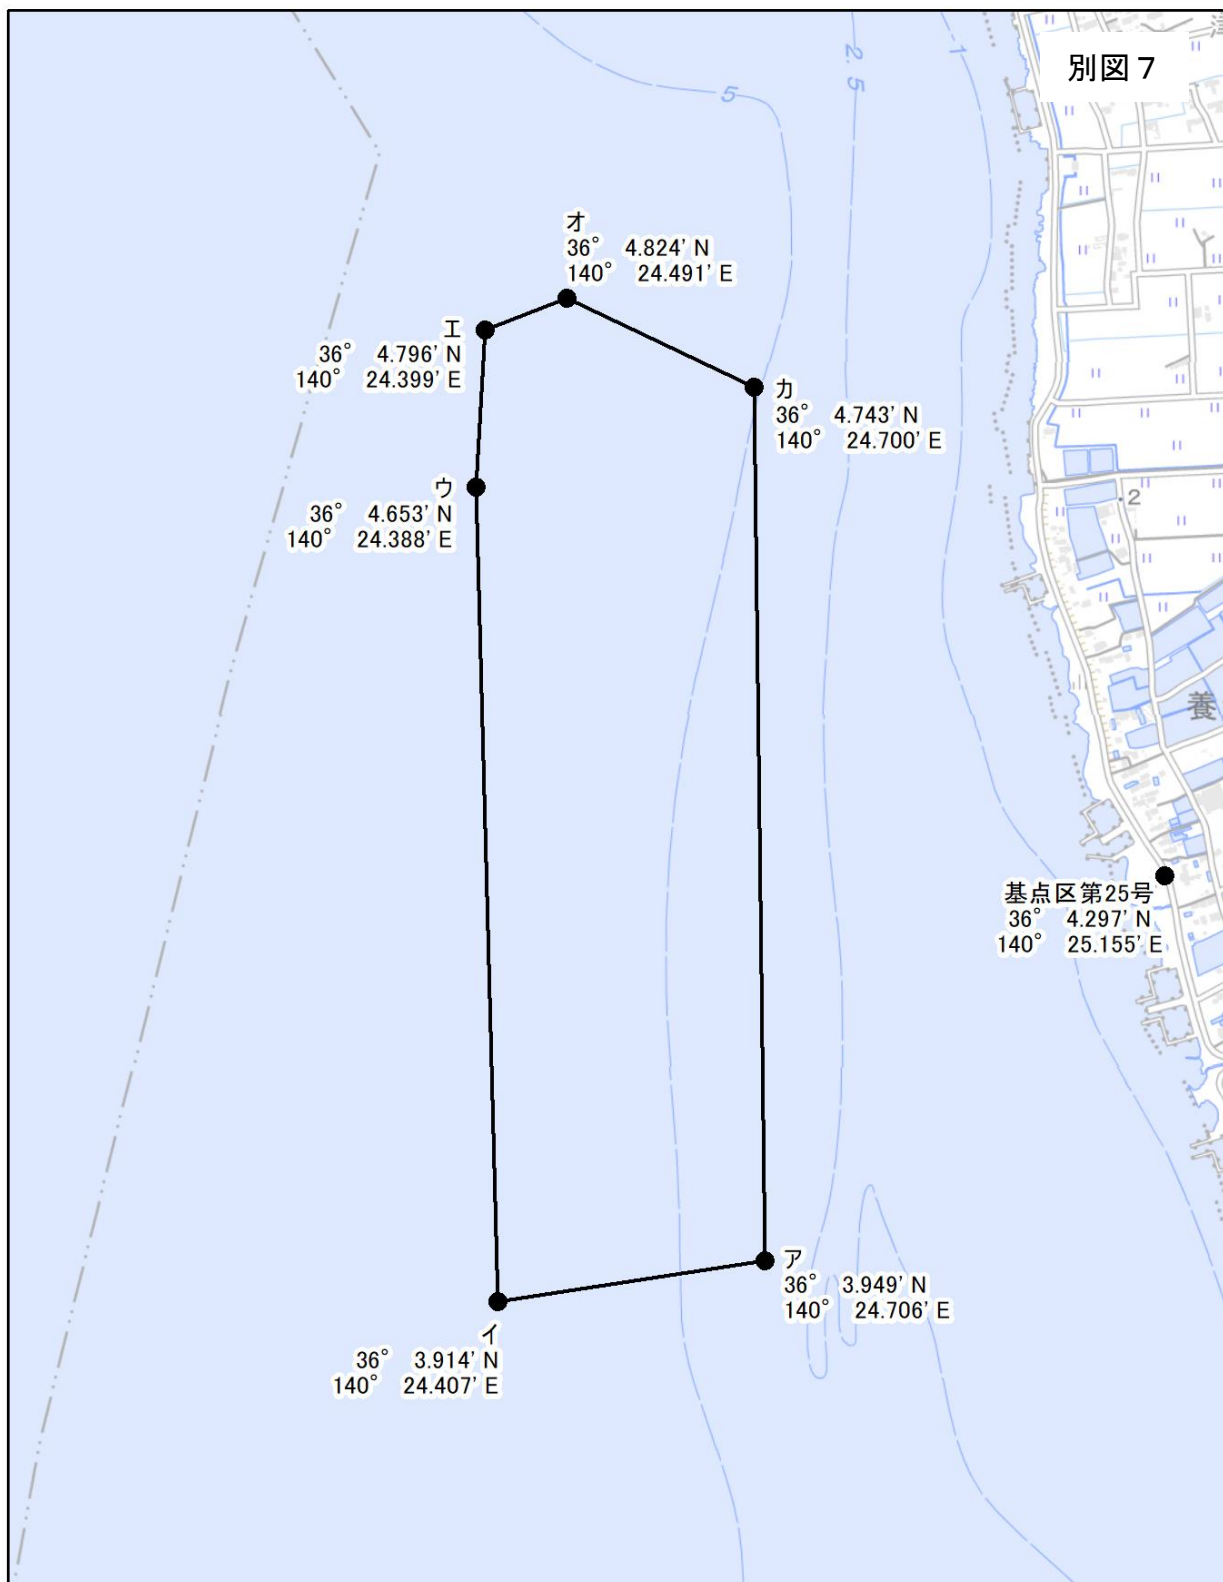 別図７
5
2.5
1
オ
36°　4.824' N
140°　24.491' E
エ
36°　4.796' N
140°　24.399' E
カ
36°　4.743' N
140°　24.700' E
ウ
36°　4.653' N
140°　24.388' E
2
養
基点区第25号
36°　4.297' N
140°　25.155' E
ア
36°　3.949' N
140°　24.706' E
イ
36°　3.914' N
140°　24.407' E